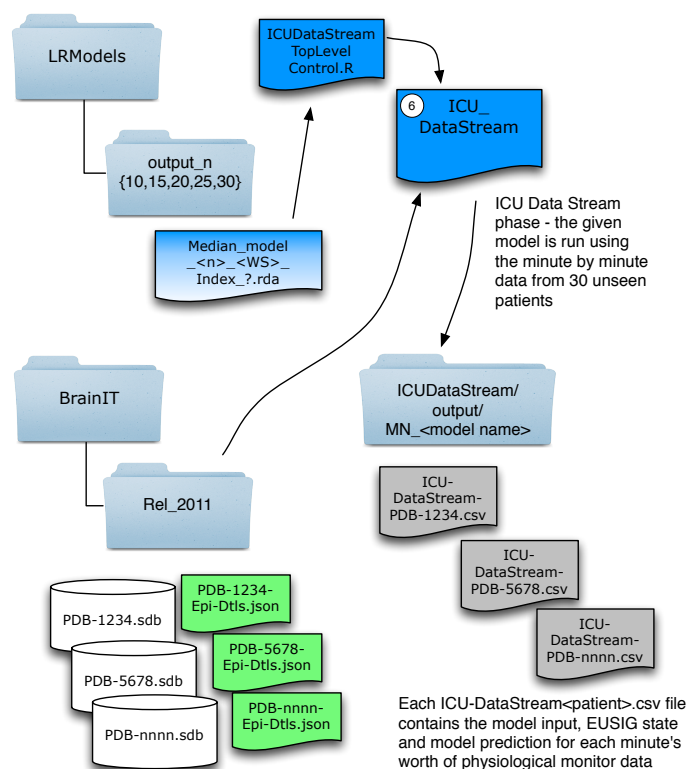 LRModels
output_n
{10,15,20,25,30}
ICUDataStream
TopLevel
Control.R
6
ICU_
DataStream
Median_model
_<n>_<WS>_
Index_?.rda
ICU Data Stream
phase - the given
model is run using
the minute by minute
data from 30 unseen
patients
BrainIT
Rel_2011
ICUDataStream/
output/
MN_<model name>
PDB-1234.sdb
PDB-5678.sdb
PDB-nnnn.sdb
PDB-1234-
Epi-Dtls.json
PDB-5678-
Epi-Dtls.json
PDB-nnnn-
Epi-Dtls.json
ICU-
DataStream-
PDB-1234.csv
ICU-
DataStream-
PDB-5678.csv
ICU-
DataStream-
PDB-nnnn.csv
Each ICU-DataStream<patient>.csv file
contains the model input, EUSIG state
and model prediction for each minute's
worth of physiological monitor data